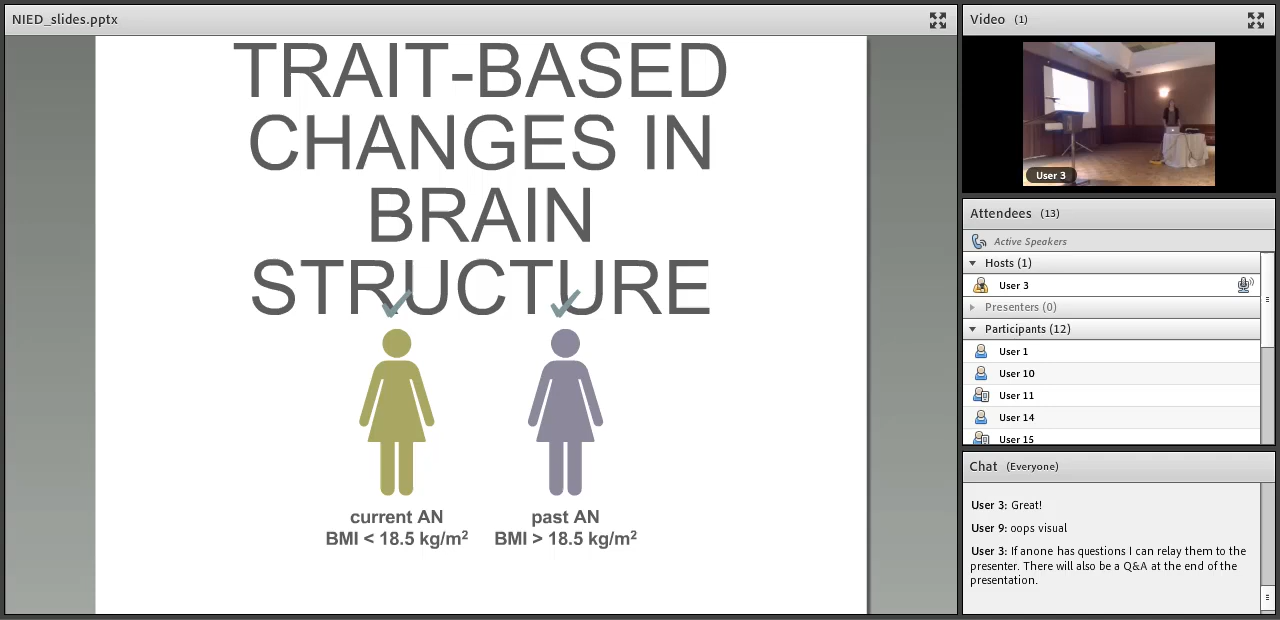 NIED_slides.pptx
TRAIT-BASED
CHANGES IN
BRAIN
STRUCTURE
current AN
BMI < 18.5 kg/m²
past AN
BMI > 18.5 kg/m²
Video (1)
User 3
Attendees (13)
Active Speakers
Hosts (1)
User 3
Presenters (0)
Participants (12)
User 1
User 10
User 11
User 14
User 15
Chat (Everyone)
User 3: Great!
User 9: oops visual
User 3: If anone has questions I can relay them to the
presenter. There will also be a Q&A at the end of the
presentation.